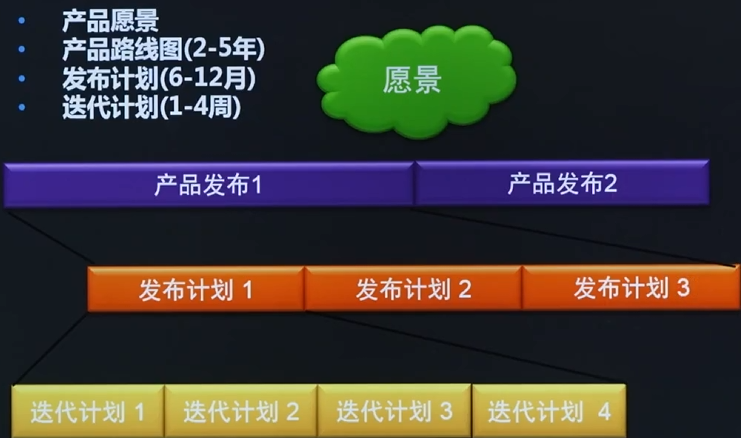 • 产品愿景
• 产品路线图(2-5年)
• 发布计划(6-12月)
• 迭代计划(1-4周)
愿景
产品发布1 产品发布2
发布计划 1 发布计划 2 发布计划 3
迭代计划 1 迭代计划 2 迭代计划 3 迭代计划 4